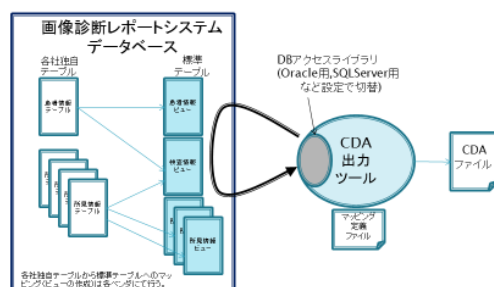 画像診断レポートシステム
データベース
各社独自
テーブル
標準
テーブル
患者情報
テーブル
患者情報
ビュー
検査情報
ビュー
所見情報
テーブル
所見情報
ビュー
各社独自テーブルから標準テーブルへのマッ
ピング(ビューの作成)は各ベンダにて行う。
DBアクセスライブラリ
(Oracle用,SQLServer用
など設定で切替)
CDA
出力
ツール
マッピング
定義
ファイル
CDA
ファイル